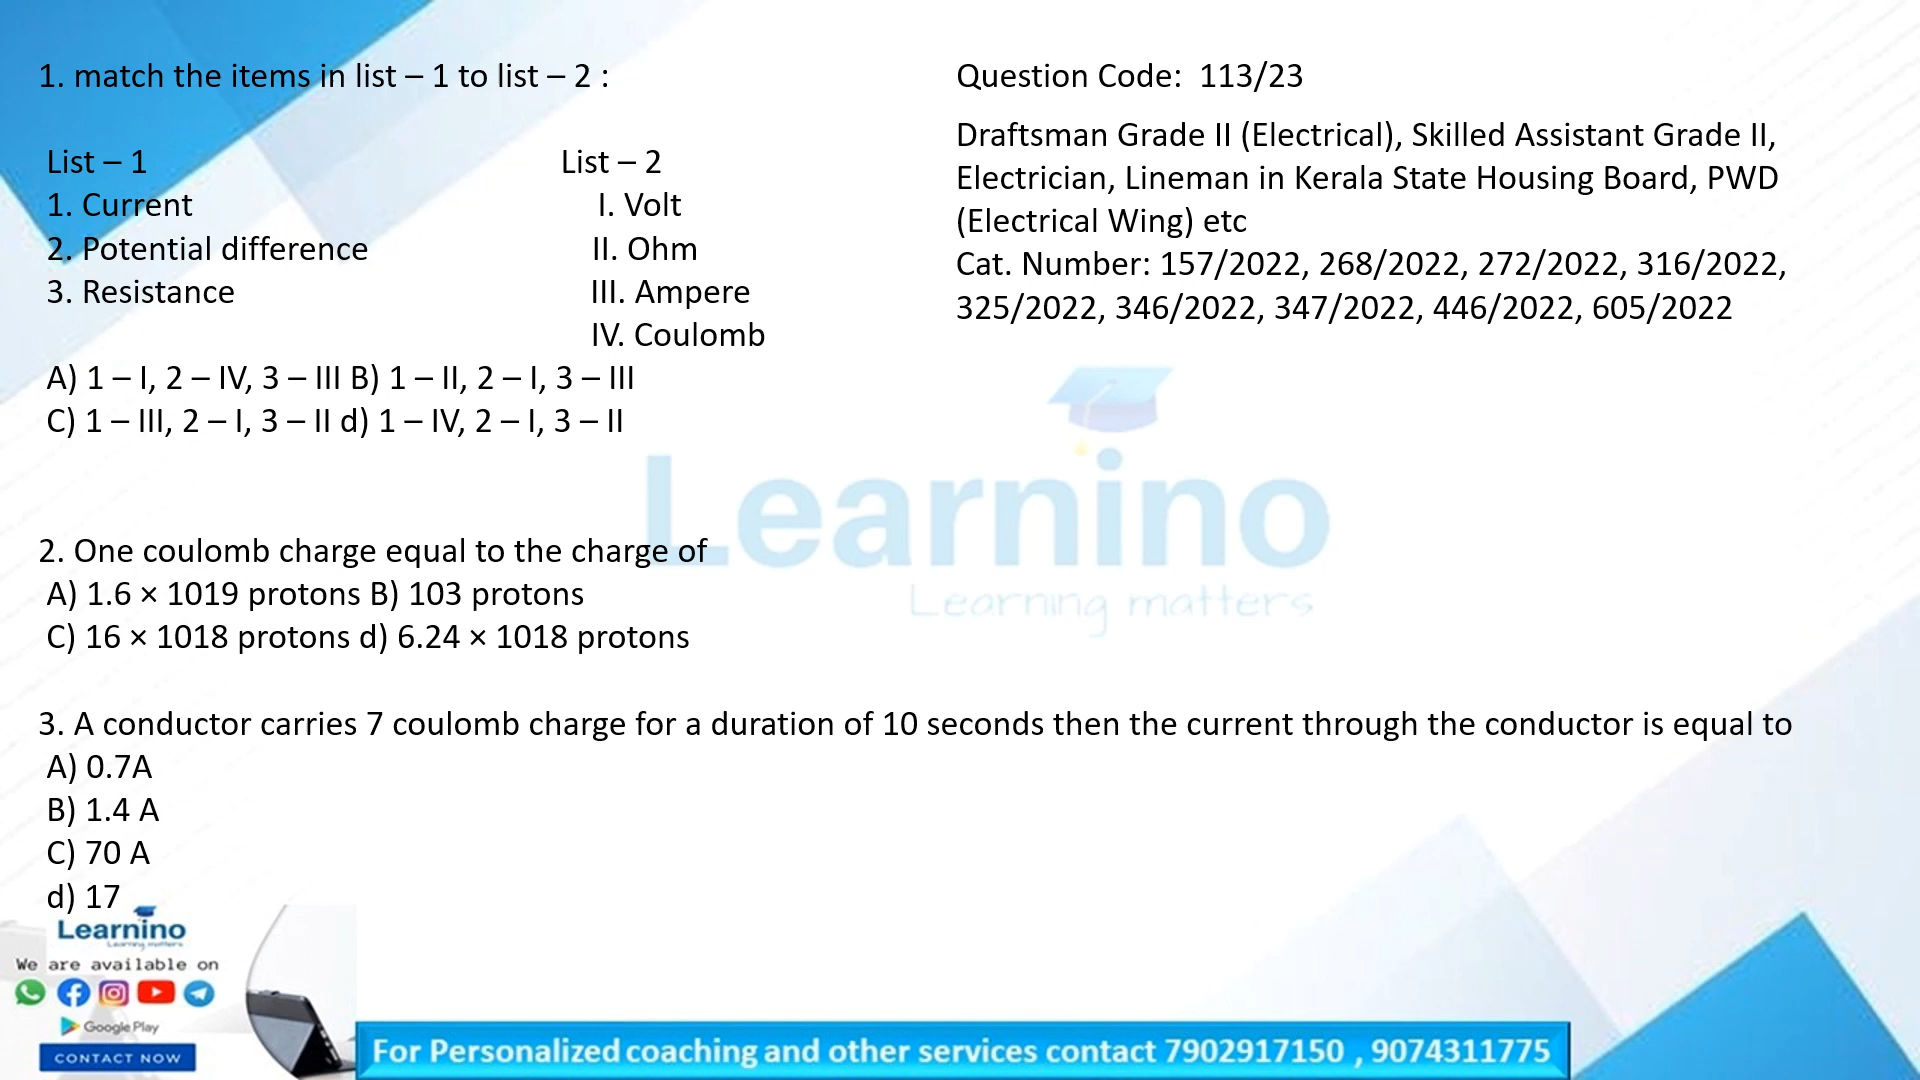 1. match the items in list – 1 to list – 2 :
List – 1 List – 2
1. Current I. Volt
2. Potential difference II. Ohm
3. Resistance III. Ampere
IV. Coulomb
A) 1 – I, 2 – IV, 3 – III B) 1 – II, 2 – I, 3 – III
C) 1 – III, 2 – I, 3 – II d) 1 – IV, 2 – I, 3 – II
Question Code: 113/23
Draftsman Grade II (Electrical), Skilled Assistant Grade II,
Electrician, Lineman in Kerala State Housing Board, PWD
(Electrical Wing) etc
Cat. Number: 157/2022, 268/2022, 272/2022, 316/2022,
325/2022, 346/2022, 347/2022, 446/2022, 605/2022
Learnino
Learning matters
2. One coulomb charge equal to the charge of
A) 1.6 × 1019 protons B) 103 protons
C) 16 × 1018 protons d) 6.24 × 1018 protons
3. A conductor carries 7 coulomb charge for a duration of 10 seconds then the current through the conductor is equal to
A) 0.7A
B) 1.4 A
C) 70 A
d) 17
Learnino
Learning matters
We are available on
Google Play
CONTACT NOW
For Personalized coaching and other services contact 7902917150 , 9074311775